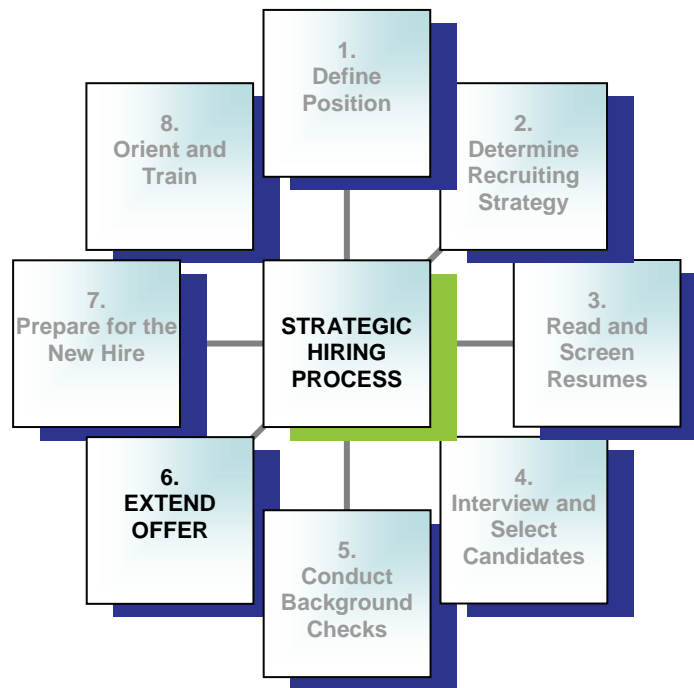 1.
Define
Position
2.
Determine
Recruiting
Strategy
3.
Read and
Screen
Resumes
4.
Interview and
Select
Candidates
5.
Conduct
Background
Checks
6.
EXTEND
OFFER
7.
Prepare for the
New Hire
8.
Orient and
Train
STRATEGIC
HIRING
PROCESS